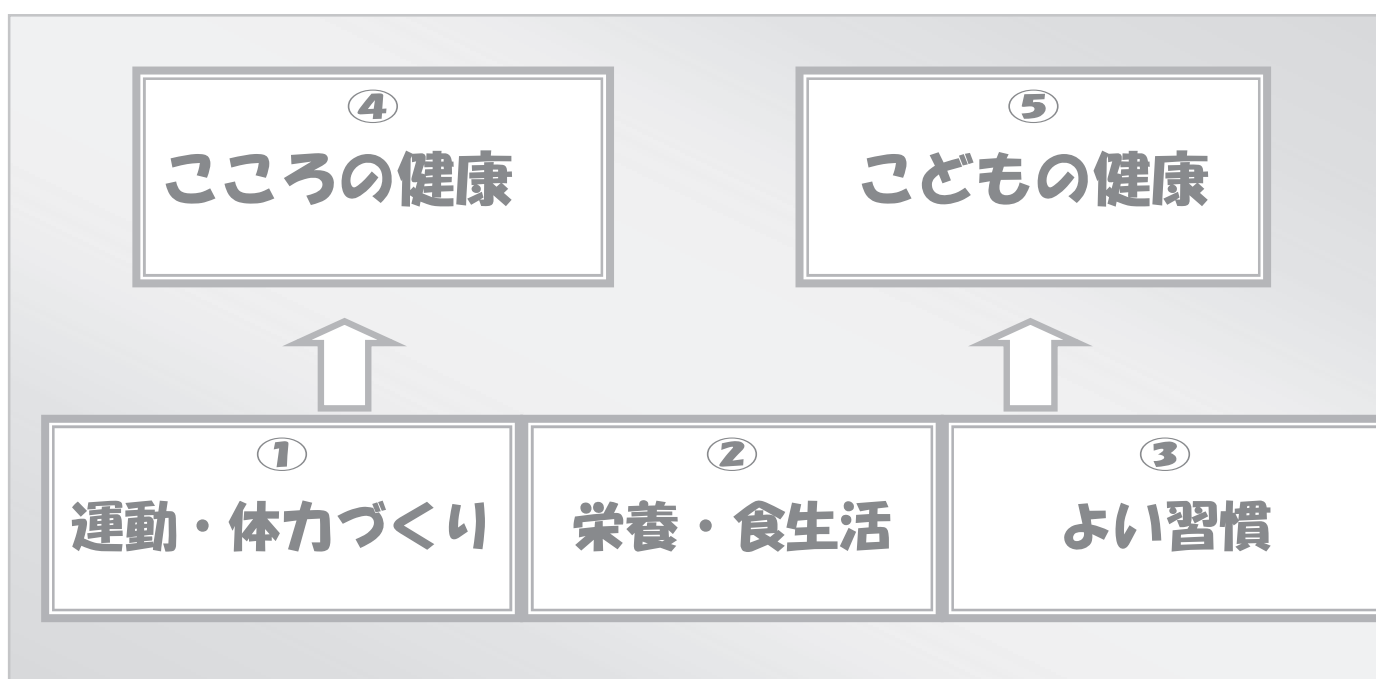 ④
こころの健康
⑤
こどもの健康
①
運動・体力づくり
②
栄養・食生活
③
よい習慣